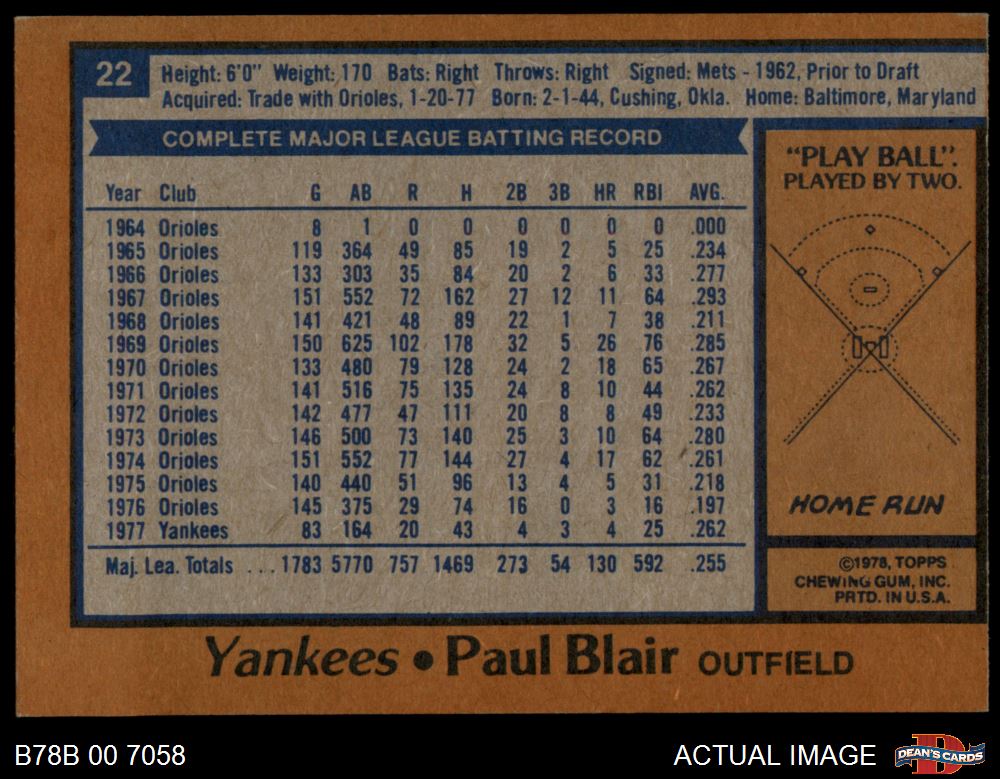 22
Height: 6'0" Weight: 170 Bats: Right Throws: Right Signed: Mets - 1962, Prior to Draft
Acquired: Trade with Orioles, 1-20-77 Born: 2-1-44, Cushing, Okla. Home: Baltimore, Maryland
COMPLETE MAJOR LEAGUE BATTING RECORD
Year Club G AB R H 2B 3B HR RBI AVG.
1964 Orioles 8 1 0 0 0 0 0 0 .000
1965 Orioles 119 364 49 85 19 2 5 25 .234
1966 Orioles 133 303 35 84 20 2 6 33 .277
1967 Orioles 151 552 72 162 27 12 11 64 .293
1968 Orioles 141 421 48 89 22 1 7 38 .211
1969 Orioles 150 625 102 178 32 5 26 76 .285
1970 Orioles 133 480 79 128 24 2 18 65 .267
1971 Orioles 141 516 75 135 24 8 10 44 .262
1972 Orioles 142 477 47 111 20 8 8 49 .233
1973 Orioles 146 500 73 140 25 3 10 64 .280
1974 Orioles 151 552 77 144 27 4 17 62 .261
1975 Orioles 140 440 51 96 13 4 5 31 .218
1976 Orioles 145 375 29 74 16 0 3 16 .197
1977 Yankees 83 164 20 43 4 3 4 25 .262
Maj. Lea. Totals ... 1783 5770 757 1469 273 54 130 592 .255
"PLAY BALL".
PLAYED BY TWO.
HOME RUN
©1978, TOPPS
CHEWING GUM, INC.
PRTD. IN U.S.A.
Yankees • Paul Blair OUTFIELD
B78B 00 7058
ACTUAL IMAGE
D
DEAN'S CARDS